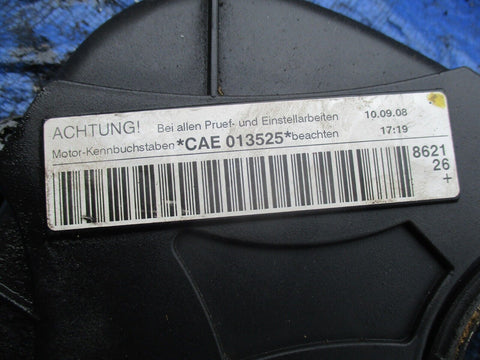 ACHTUNG! Bei allen Pruef- und Einstellarbeiten 10.09.08
Motor-Kennbuchstaben *CAE 013525* beachten 17:19
8621
26
+